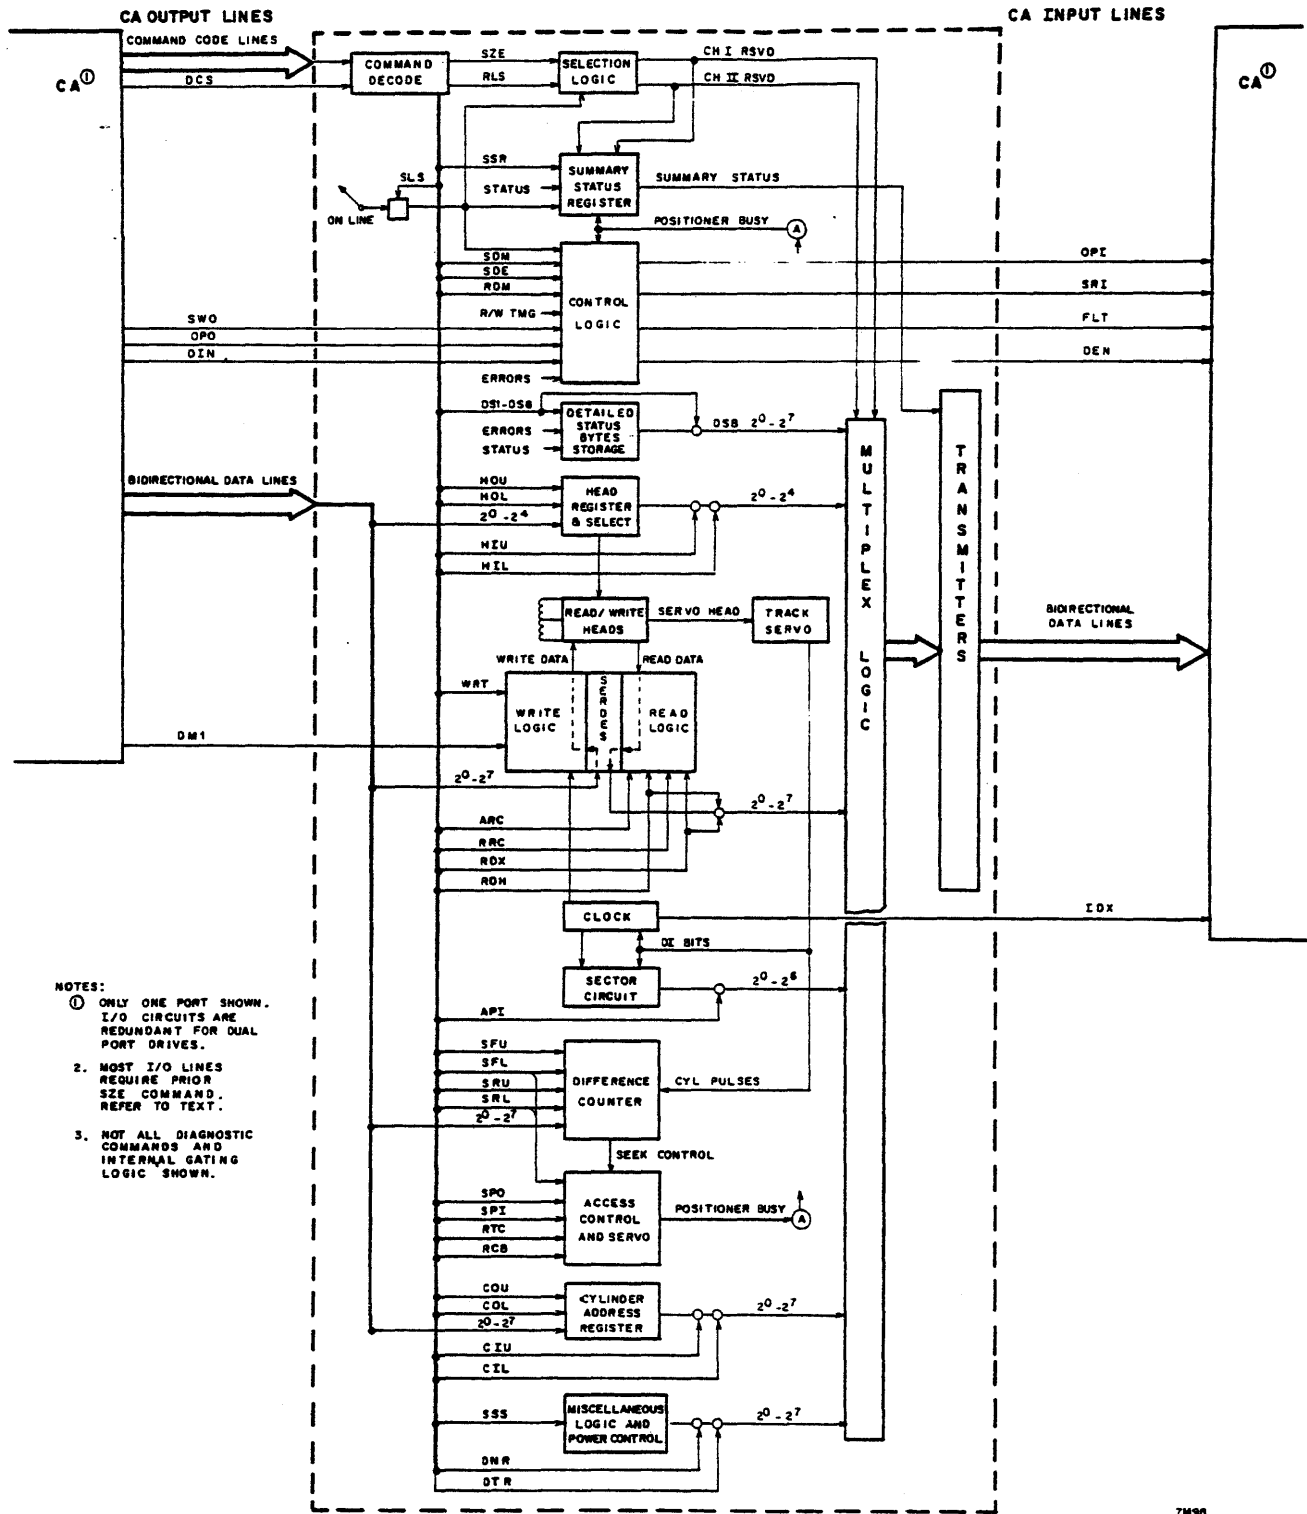 CA OUTPUT LINES
CA INPUT LINES
COMMAND CODE LINES
CA①
DCS
COMMAND
DECODE
SZE
RLS
SELECTION
LOGIC
CH I RSVD
CH II RSVD
CA①
SSR
STATUS
SUMMARY
STATUS
REGISTER
SUMMARY STATUS
SLS
ON LINE
POSITIONER BUSY
A
SDM
SDE
RDM
R/W TMG
CONTROL
LOGIC
ERRORS
OPI
SRI
FLT
DEN
SWO
OPO
DIN
DS1-DS8
ERRORS
STATUS
DETAILED
STATUS
BYTES
STORAGE
DSB 2⁰-2⁷
BIDIRECTIONAL DATA LINES
HOU
HOL
2⁰-2⁴
HEAD
REGISTER
& SELECT
2⁰-2⁴
HIU
HIL
READ/WRITE
HEADS
SERVO HEAD
TRACK
SERVO
WRITE DATA
READ DATA
WRT
WRITE
LOGIC
SERDES
READ
LOGIC
DM1
2⁰-2⁷
2⁰-2⁷
ARC
RRC
RDX
RDH
MULTIPLEX LOGIC
TRANSMITTERS
BIDIRECTIONAL
DATA LINES
CLOCK
IDX
DI BITS
SECTOR
CIRCUIT
2⁰-2⁶
API
SFU
SFL
SRU
SRL
2⁰-2⁷
DIFFERENCE
COUNTER
CYL PULSES
SEEK CONTROL
SPO
SPI
RTC
RCB
ACCESS
CONTROL
AND SERVO
POSITIONER BUSY
A
COU
COL
2⁰-2⁷
CYLINDER
ADDRESS
REGISTER
2⁰-2⁷
CIU
CIL
SSS
MISCELLANEOUS
LOGIC AND
POWER CONTROL
2⁰-2⁷
DNR
DTR
NOTES:
① ONLY ONE PORT SHOWN.
I/O CIRCUITS ARE
REDUNDANT FOR DUAL
PORT DRIVES.
2. MOST I/O LINES
REQUIRE PRIOR
SZE COMMAND.
REFER TO TEXT.
3. NOT ALL DIAGNOSTIC
COMMANDS AND
INTERNAL GATING
LOGIC SHOWN.